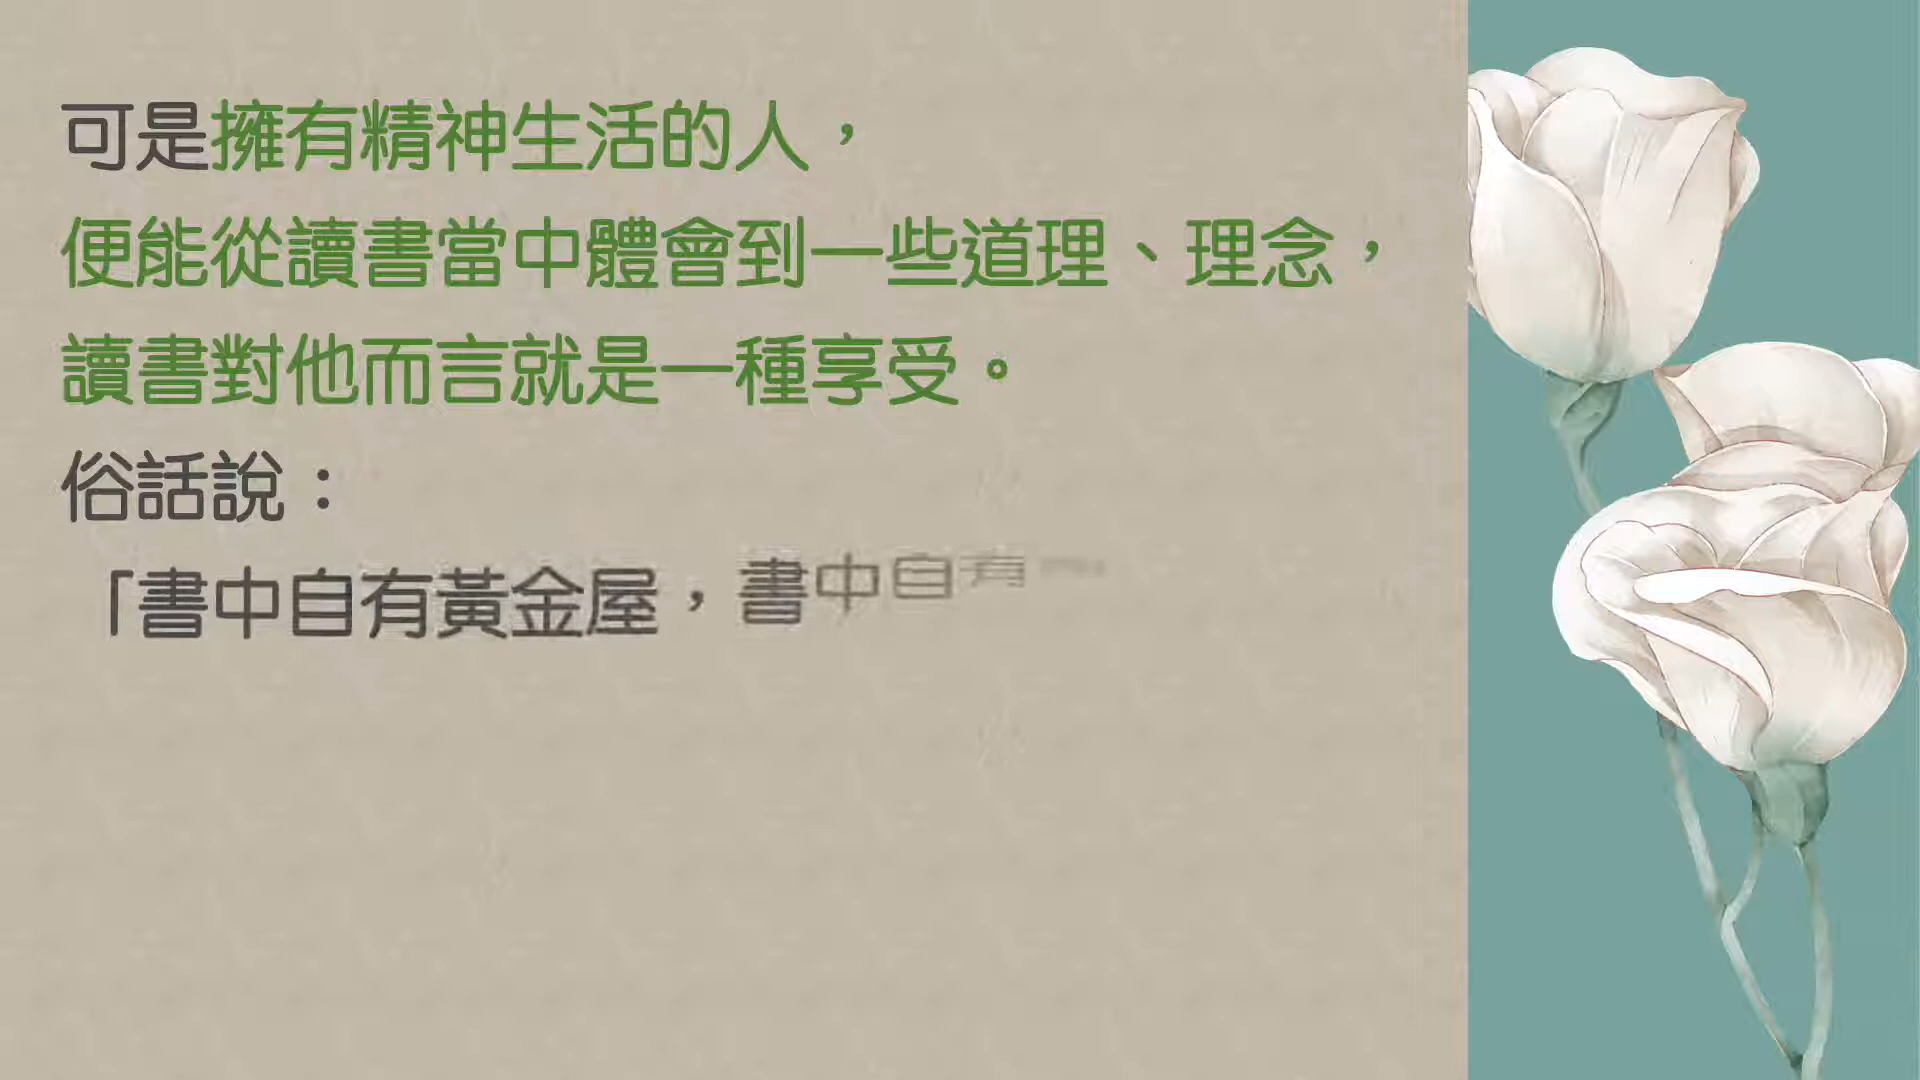 可是擁有精神生活的人，
便能從讀書當中體會到一些道理、理念，
讀書對他而言就是一種享受。
俗話說：
「書中自有黃金屋，書中自有